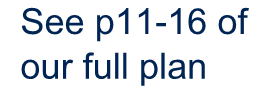 See p11-16 of
our full plan